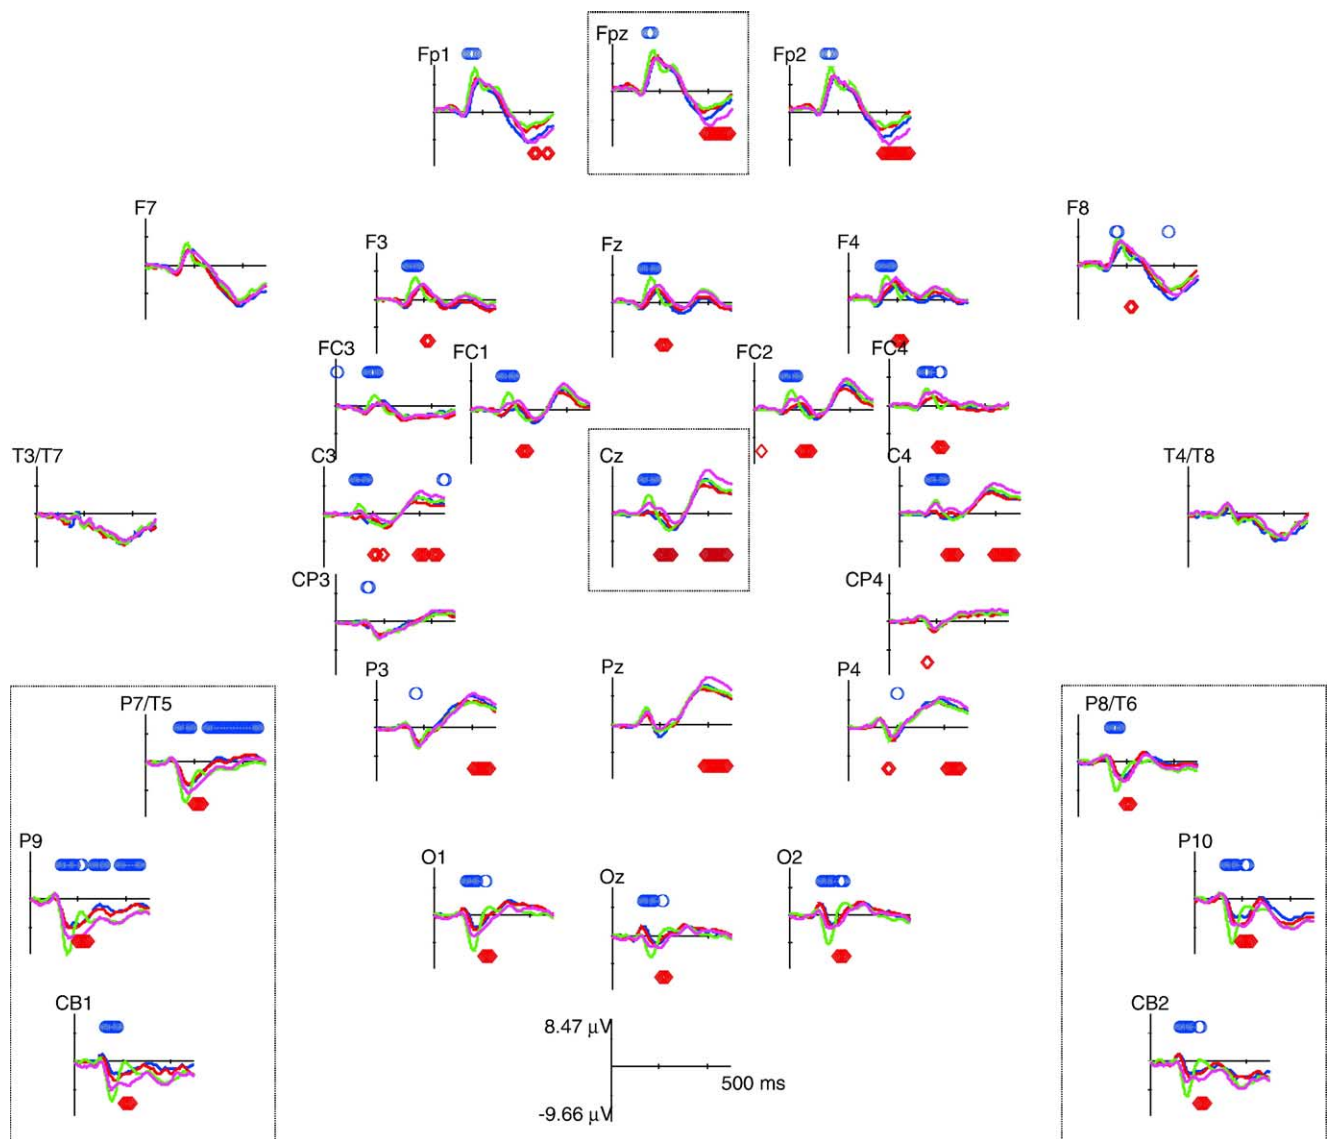 Fp1
Fpz
Fp2
F7
F3
Fz
F4
F8
FC3
FC1
FC2
FC4
T3/T7
C3
Cz
C4
T4/T8
CP3
CP4
P3
Pz
P4
P7/T5
P8/T6
P9
O1
Oz
O2
P10
CB1
CB2
8.47 μV
500 ms
-9.66 μV